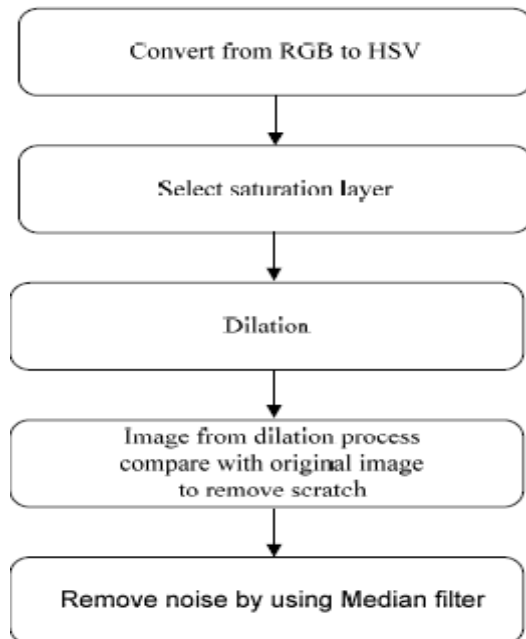 Convert from RGB to HSV
Select saturation layer
Dilation
Image from dilation process
compare with original image
to remove scratch
Remove noise by using Median filter